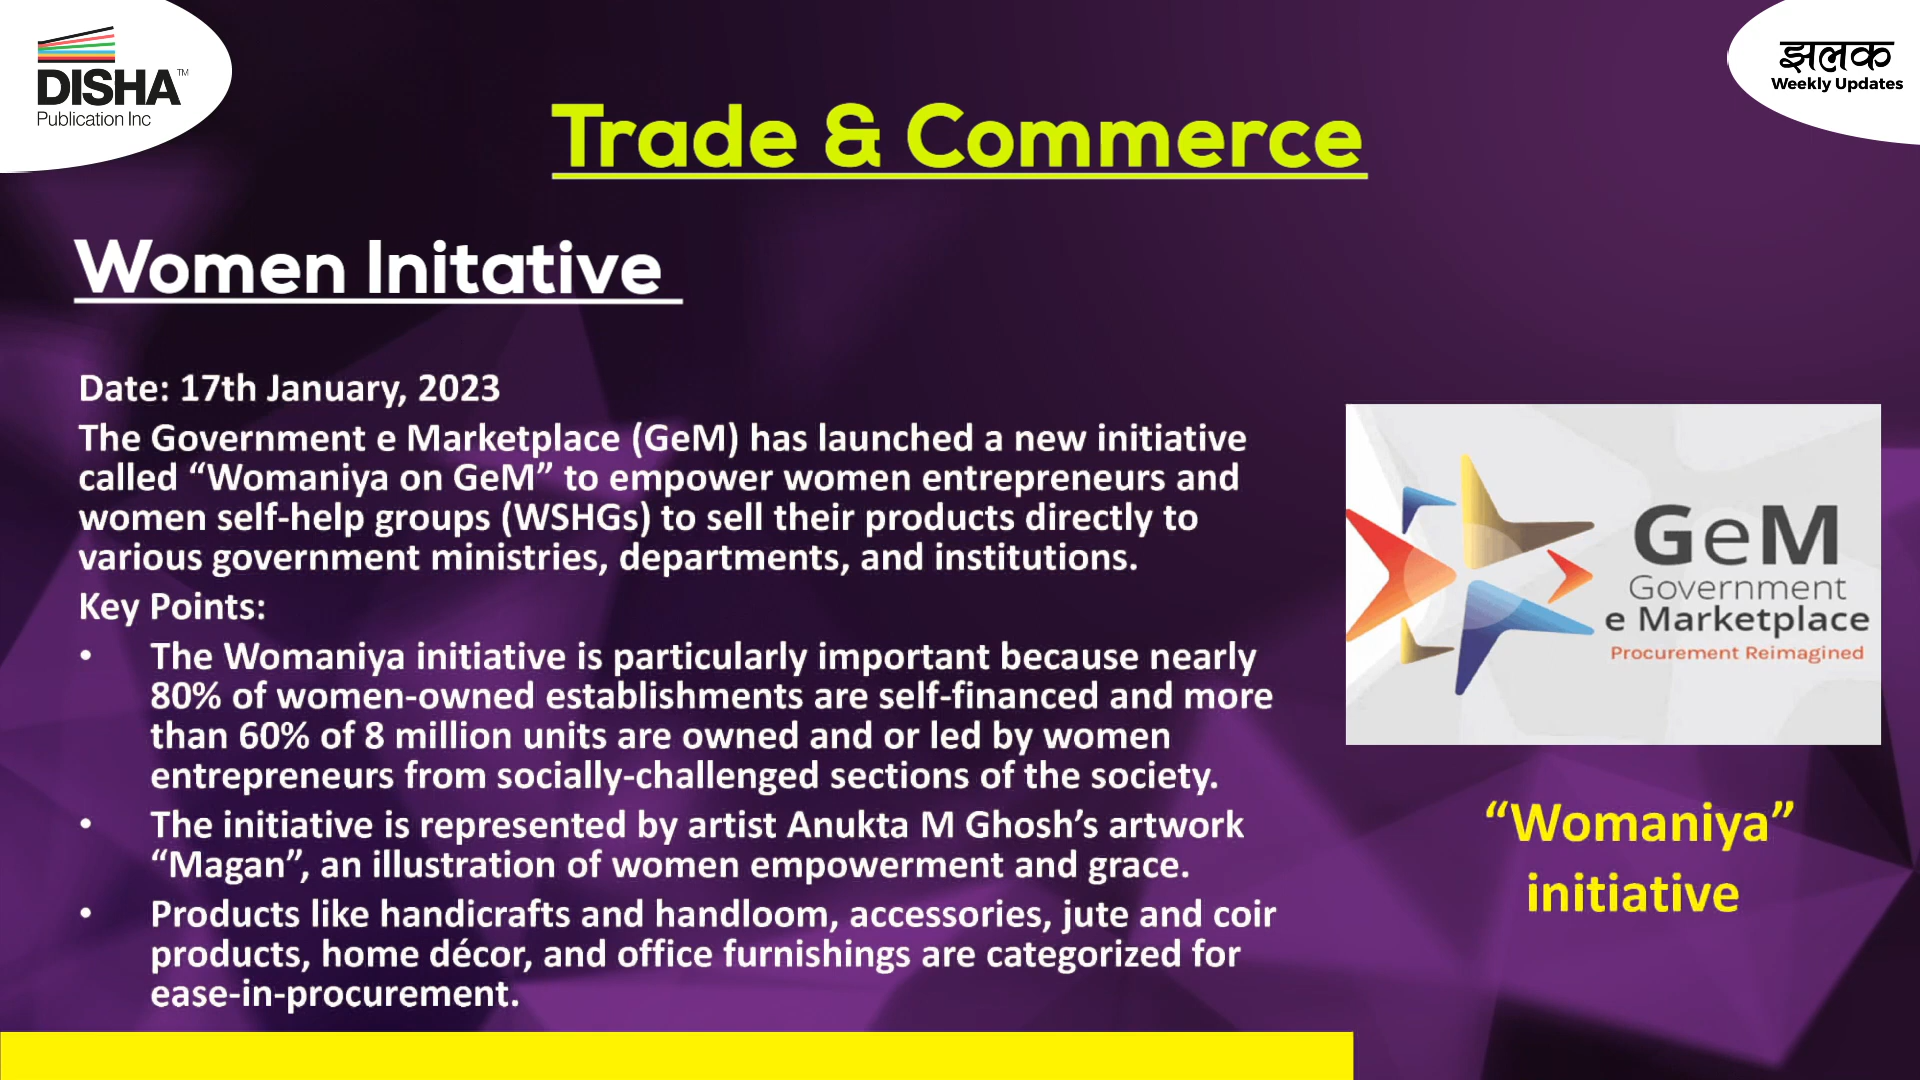 DISHA™
Publication Inc
झलक
Weekly Updates
Trade & Commerce
Women Initative
Date: 17th January, 2023
The Government e Marketplace (GeM) has launched a new initiative
called “Womaniya on GeM” to empower women entrepreneurs and
women self-help groups (WSHGs) to sell their products directly to
various government ministries, departments, and institutions.
Key Points:
• The Womaniya initiative is particularly important because nearly
80% of women-owned establishments are self-financed and more
than 60% of 8 million units are owned and or led by women
entrepreneurs from socially-challenged sections of the society.
• The initiative is represented by artist Anukta M Ghosh’s artwork
“Magan”, an illustration of women empowerment and grace.
• Products like handicrafts and handloom, accessories, jute and coir
products, home décor, and office furnishings are categorized for
ease-in-procurement.
GeM
Government
e Marketplace
Procurement Reimagined
“Womaniya”
initiative